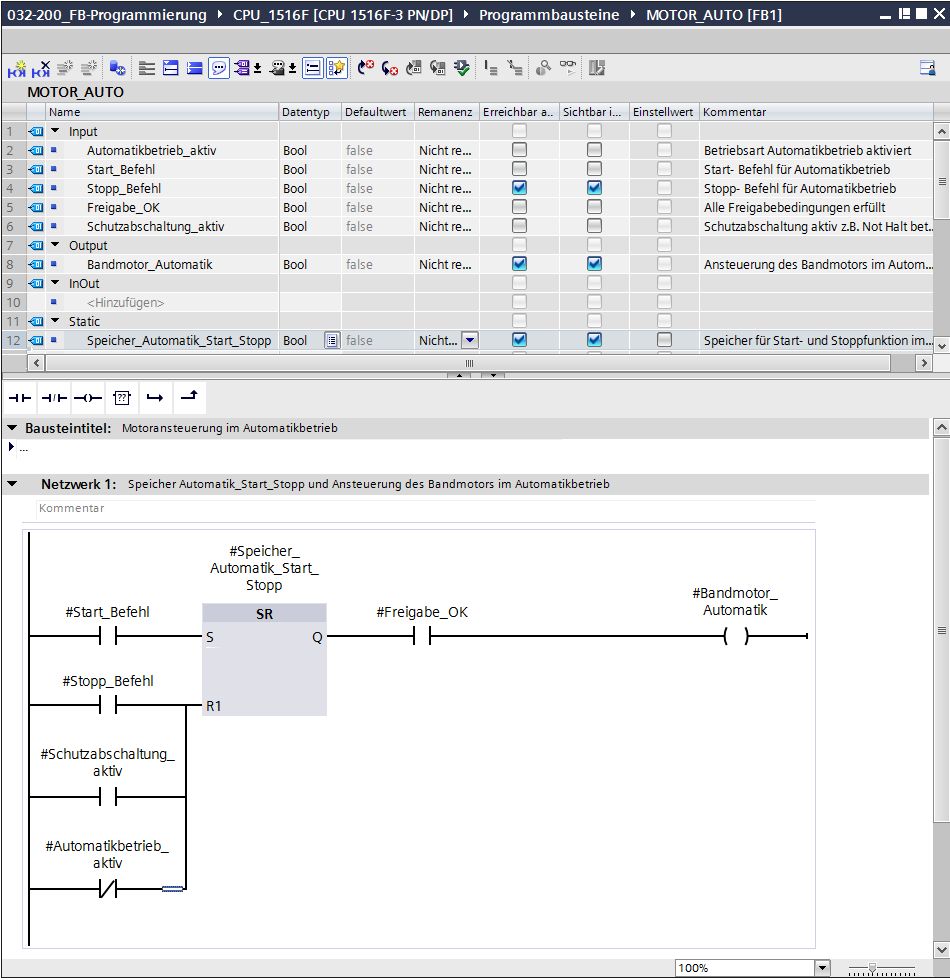 032-200_FB-Programmierung ▸ CPU_1516F [CPU 1516F-3 PN/DP] ▸ Programmbausteine ▸ MOTOR_AUTO [FB1]
MOTOR_AUTO
Name Datentyp Defaultwert Remanenz Erreichbar a.. Sichtbar i... Einstellwert Kommentar
1 Input
2 Automatikbetrieb_aktiv Bool false Nicht re... Betriebsart Automatikbetrieb aktiviert
3 Start_Befehl Bool false Nicht re... Start- Befehl für Automatikbetrieb
4 Stopp_Befehl Bool false Nicht re... Stopp- Befehl für Automatikbetrieb
5 Freigabe_OK Bool false Nicht re... Alle Freigabebedingungen erfüllt
6 Schutzabschaltung_aktiv Bool false Nicht re... Schutzabschaltung aktiv z.B. Not Halt bet..
7 Output
8 Bandmotor_Automatik Bool false Nicht re... Ansteuerung des Bandmotors im Autom...
9 InOut
10 <Hinzufügen>
11 Static
12 Speicher_Automatik_Start_Stopp Bool false Nicht... Speicher für Start- und Stoppfunktion im...
??
Bausteintitel: Motoransteuerung im Automatikbetrieb
...
Netzwerk 1: Speicher Automatik_Start_Stopp und Ansteuerung des Bandmotors im Automatikbetrieb
Kommentar
#Speicher_
Automatik_Start_
Stopp
#Start_Befehl
SR
S
Q
#Freigabe_OK
#Bandmotor_
Automatik
#Stopp_Befehl
R1
#Schutzabschaltung_
aktiv
#Automatikbetrieb_
aktiv
100%